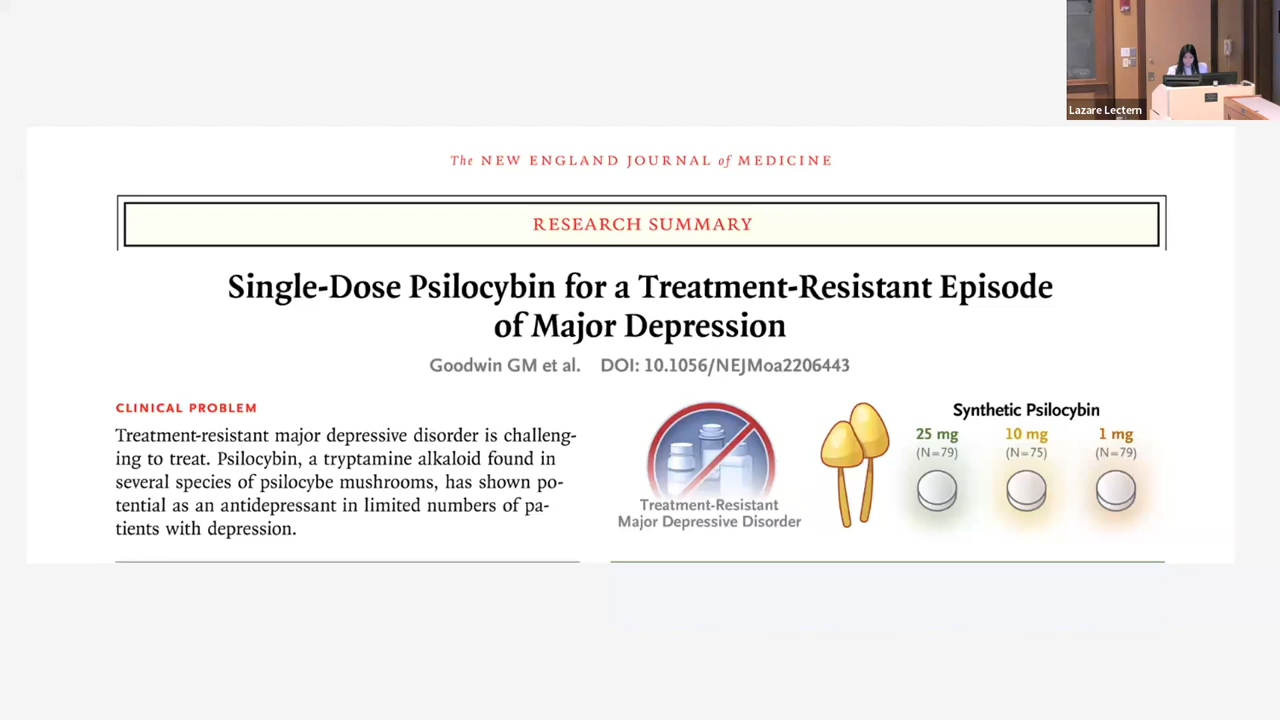 Lazare Lectern
The NEW ENGLAND JOURNAL of MEDICINE
RESEARCH SUMMARY
Single-Dose Psilocybin for a Treatment-Resistant Episode
of Major Depression
Goodwin GM et al. DOI: 10.1056/NEJMoa2206443
CLINICAL PROBLEM
Treatment-resistant major depressive disorder is challeng-
ing to treat. Psilocybin, a tryptamine alkaloid found in
several species of psilocybe mushrooms, has shown po-
tential as an antidepressant in limited numbers of pa-
tients with depression.
Treatment-Resistant
Major Depressive Disorder
Synthetic Psilocybin
25 mg 10 mg 1 mg
(N=79) (N=75) (N=79)